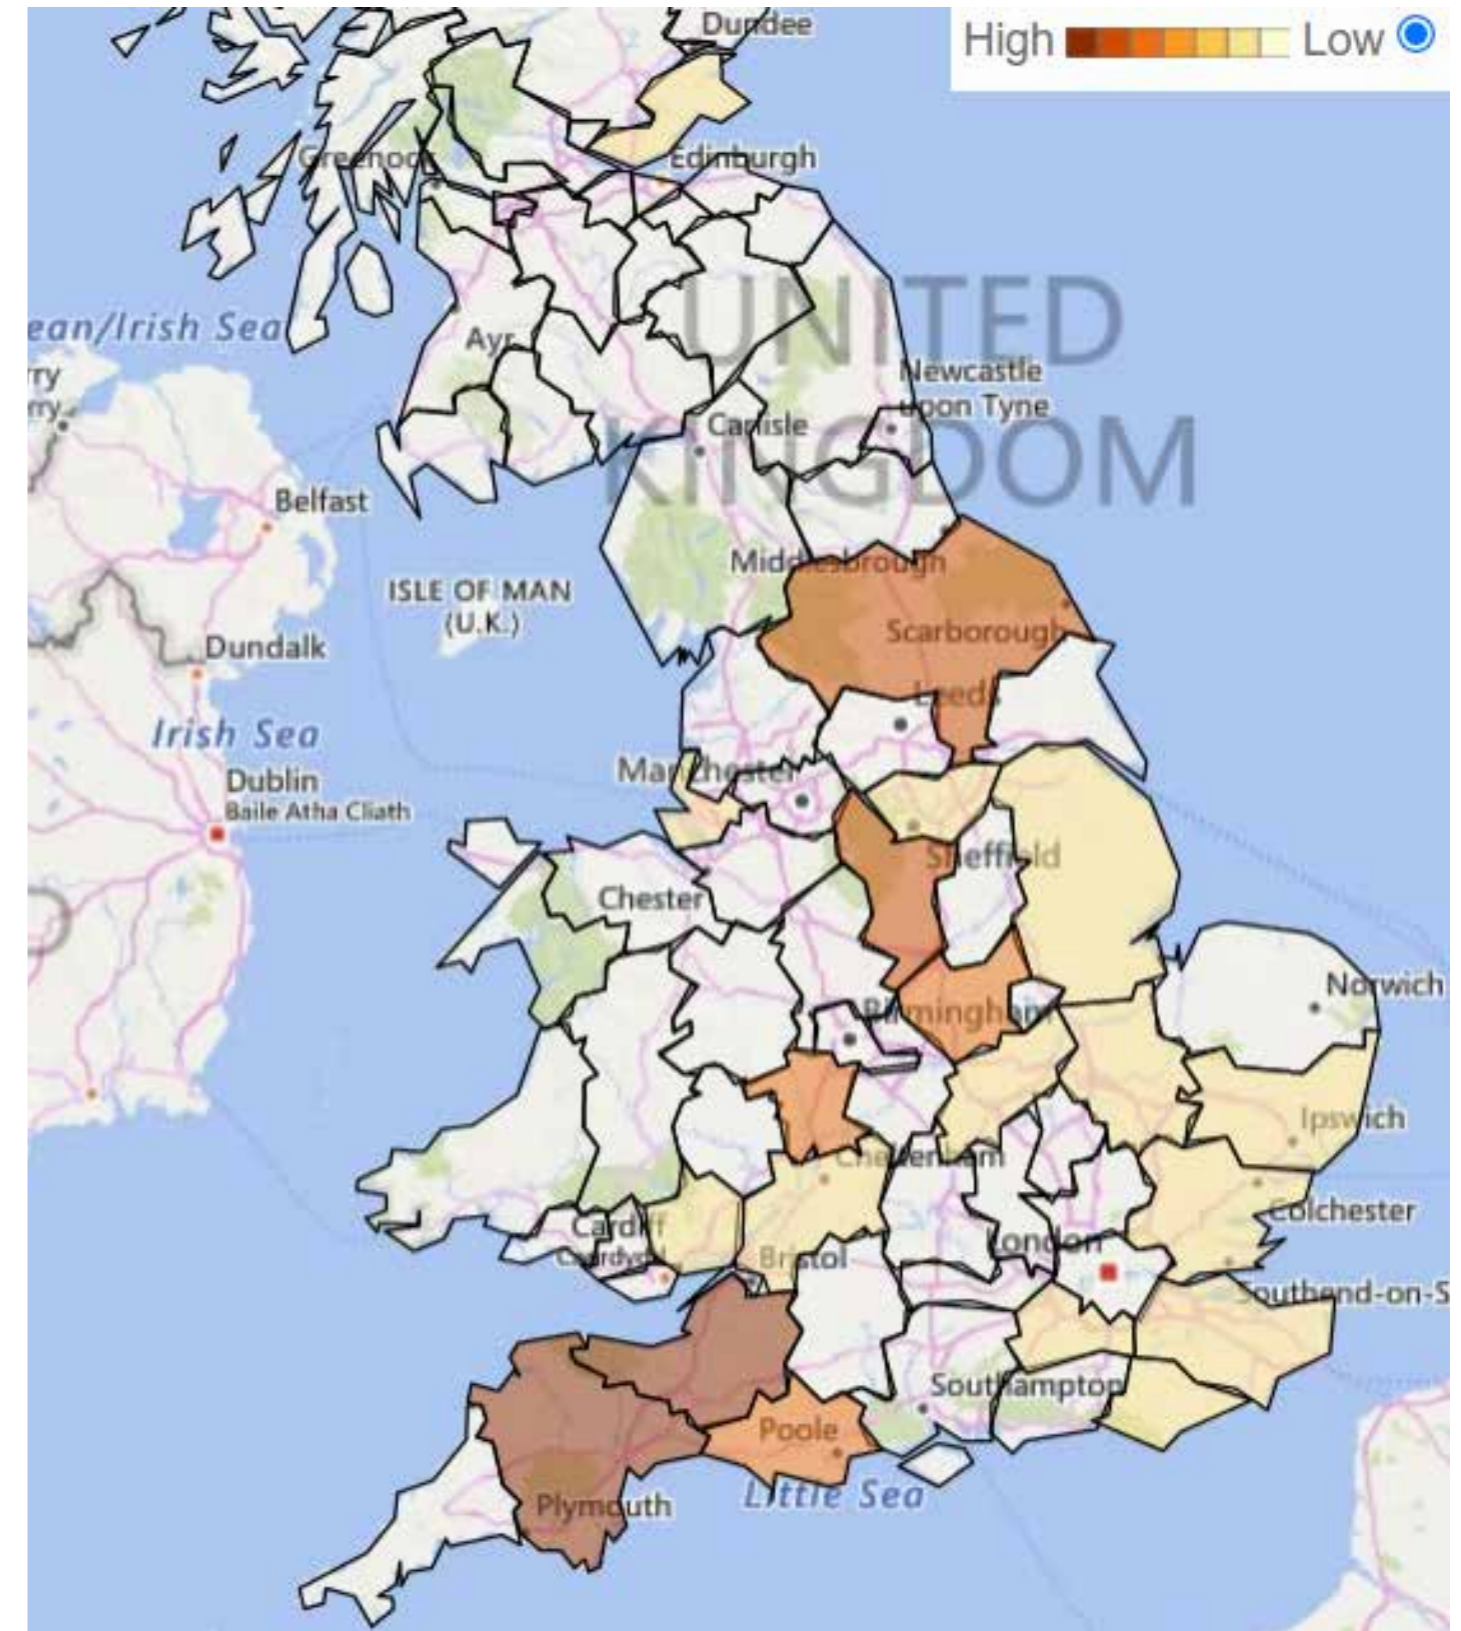 Dundee
High
Low
Greenock
Edinburgh
ean/Irish Sea
UNITED
KINGDOM
Ayr
rry
rry
Newcastle
upon Tyne
Carlisle
Belfast
Middlesbrough
ISLE OF MAN
(U.K.)
Scarborough
Dundalk
Leeds
Irish Sea
Manchester
Dublin
Baile Atha Cliath
Sheffield
Chester
Norwich
Birmingham
Ipswich
Cheltenham
Colchester
Cardiff
Caerdydd
London
Bristol
Southend-on-S
Southampton
Poole
Little Sea
Plymouth